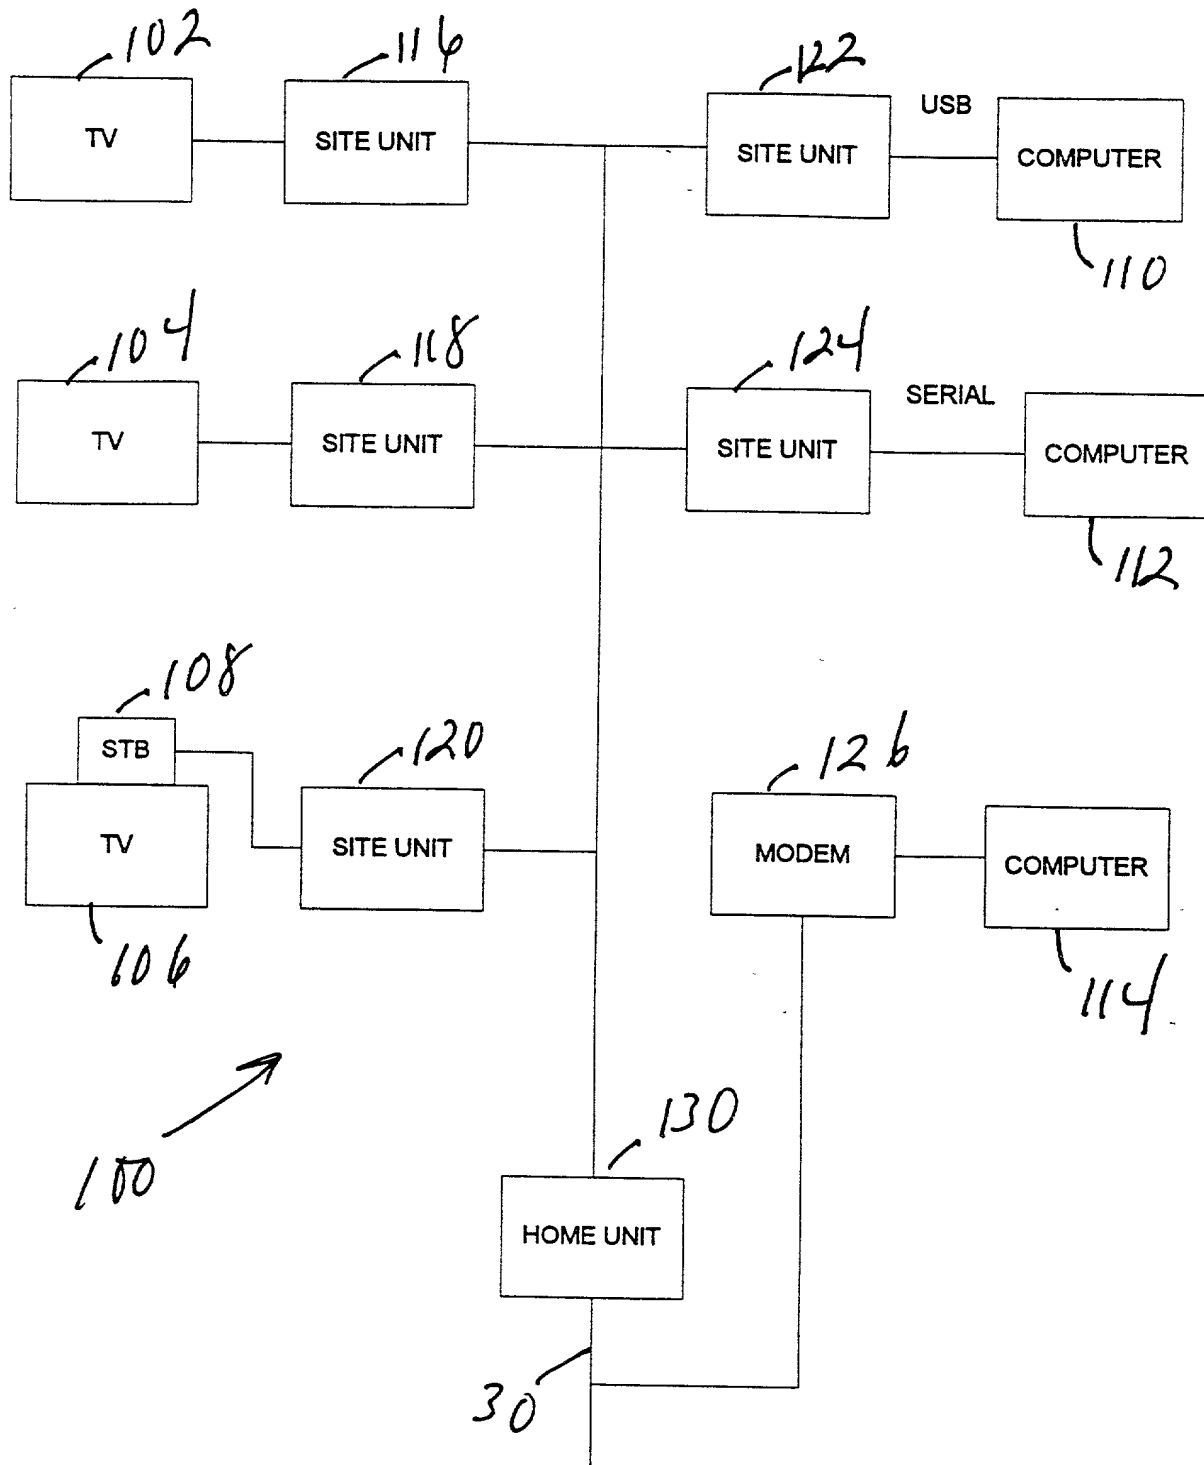 102
116
122
TV
SITE UNIT
SITE UNIT
USB
COMPUTER
110
104
118
124
TV
SITE UNIT
SITE UNIT
SERIAL
COMPUTER
112
108
STB
120
126
TV
SITE UNIT
MODEM
COMPUTER
106
114
100
130
HOME UNIT
30